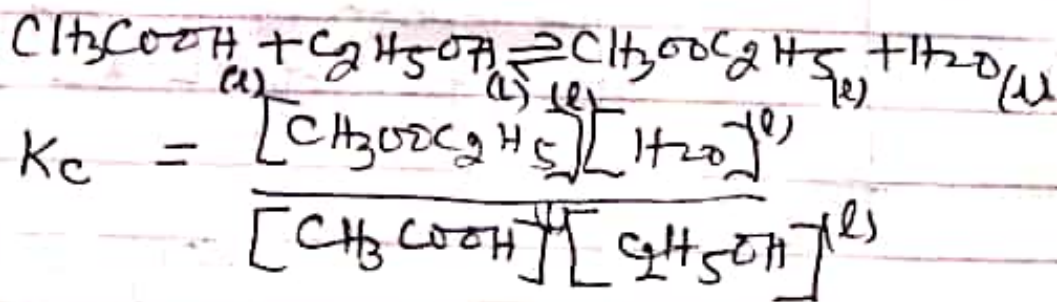 CH3COOH(l) + C2H5OH(l) ⇌ CH3OOC2H5(l) + H2O(l)
Kc = [CH3OOC2H5](l)[H2O](l)
[CH3COOH](l)[C2H5OH](l)